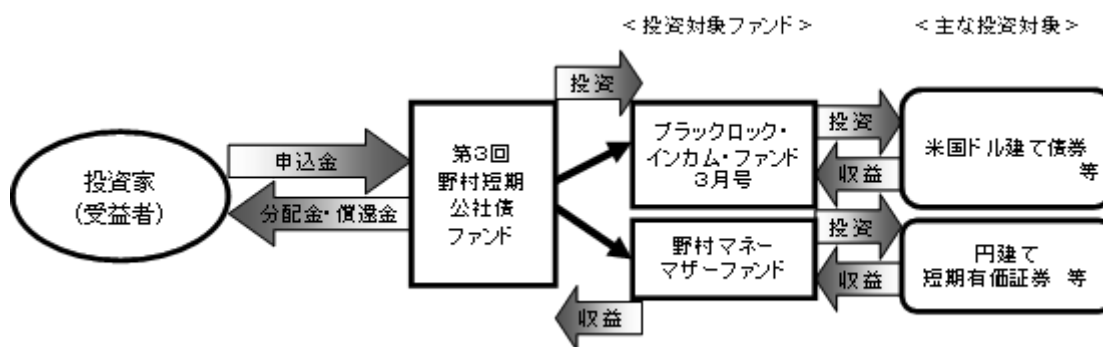 ＜投資対象ファンド＞
＜主な投資対象＞
投資
投資家
(受益者)
申込金
分配金・償還金
第３回
野村短期
公社債
ファンド
ブラックロック・
インカム・ファンド
３月号
投資
収益
米国ドル建て債券
等
野村マネー
マザーファンド
投資
収益
円建て
短期有価証券 等
収益